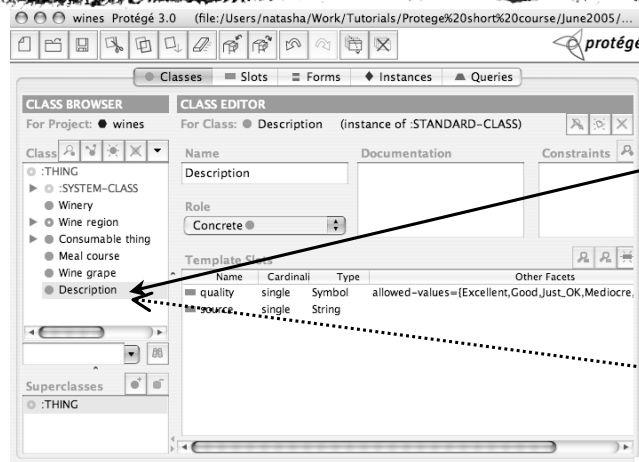 wines Protégé 3.0 (file:/Users/natasha/Work/Tutorials/Protege%20short%20course/June2005/...
protégé
Classes Slots Forms Instances Queries
CLASS BROWSER
For Project: wines
Class
:THING
:SYSTEM-CLASS
Winery
Wine region
Consumable thing
Meal course
Wine grape
Description
Superclasses
:THING
CLASS EDITOR
For Class: Description (instance of :STANDARD-CLASS)
Name
Documentation
Constraints
Description
Role
Concrete
Template Slots
Name Cardinali Type Other Facets
quality single Symbol allowed-values={Excellent,Good,Just_OK,Mediocre,
source single String